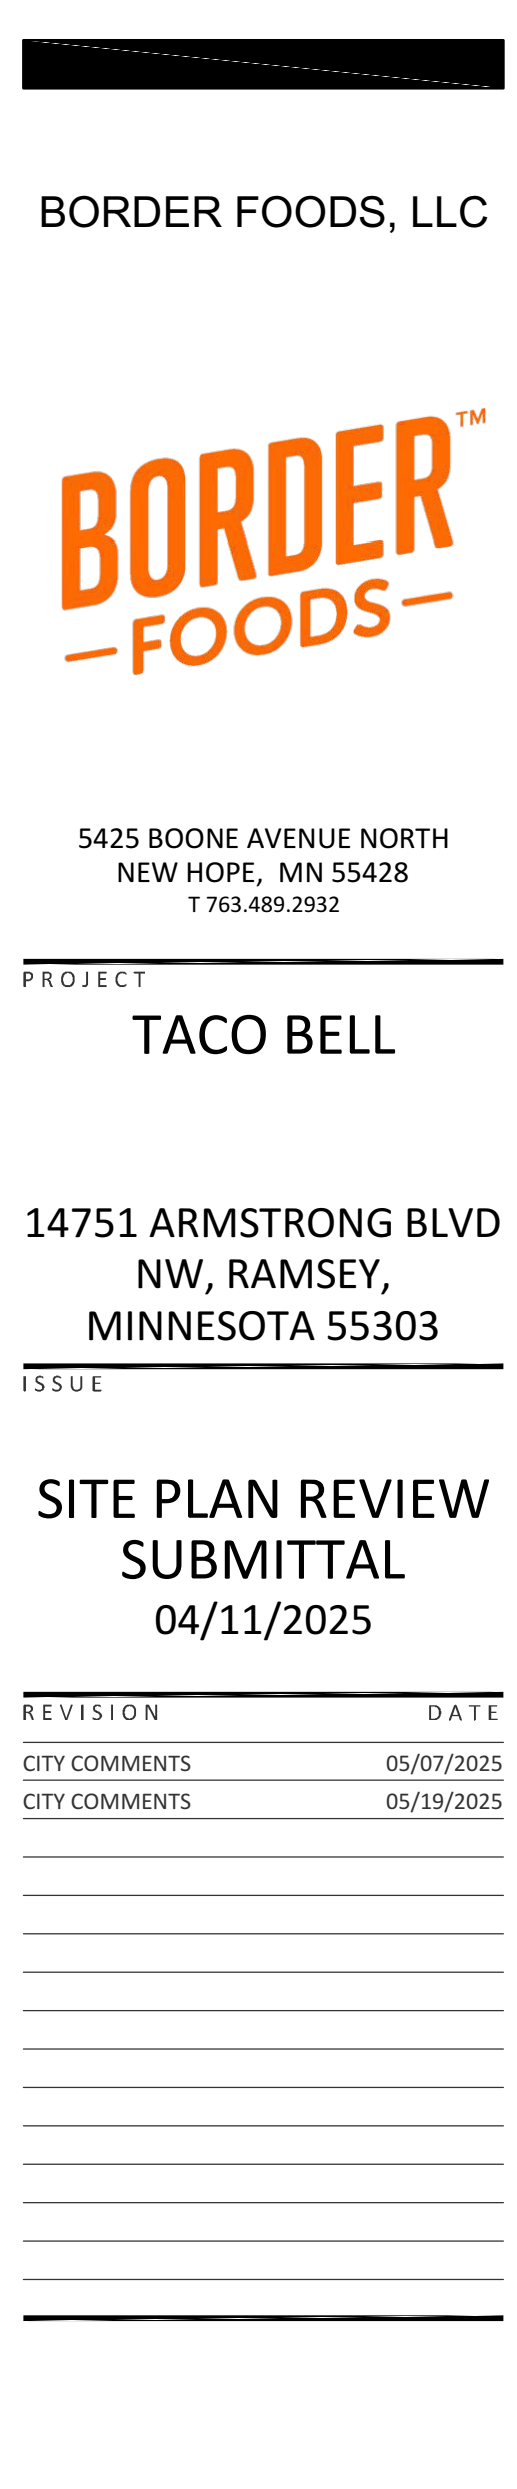 BORDER FOODS, LLC
BORDER™
FOODS
5425 BOONE AVENUE NORTH
NEW HOPE, MN 55428
T 763.489.2932
PROJECT
TACO BELL
14751 ARMSTRONG BLVD
NW, RAMSEY,
MINNESOTA 55303
ISSUE
SITE PLAN REVIEW
SUBMITTAL
04/11/2025
REVISION DATE
CITY COMMENTS 05/07/2025
CITY COMMENTS 05/19/2025